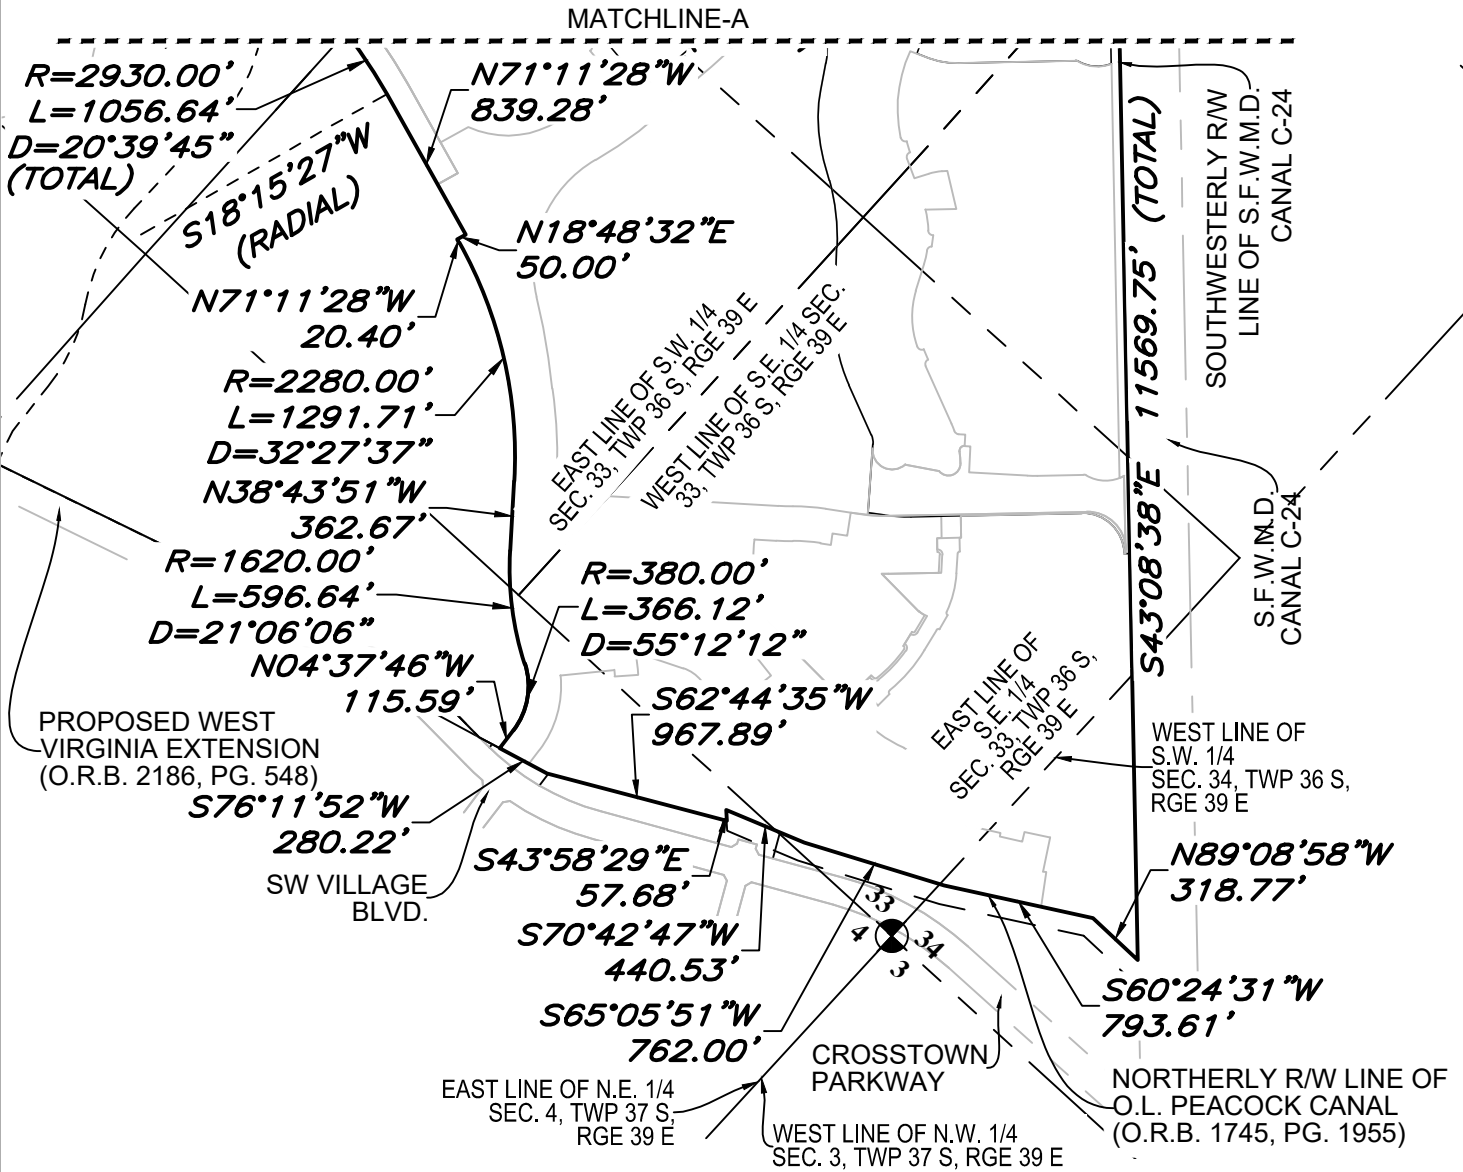 MATCHLINE-A
R=2930.00'
L=1056.64'
D=20°39'45"
(TOTAL)
N71°11'28"W
839.28'
S18°15'27"W
(RADIAL)
N18°48'32"E
50.00'
N71°11'28"W
20.40'
R=2280.00'
L=1291.71'
D=32°27'37"
N38°43'51"W
362.67'
R=1620.00'
L=596.64'
D=21°06'06"
N04°37'46"W
115.59'
R=380.00'
L=366.12'
D=55°12'12"
EAST LINE OF S.W. 1/4
SEC. 33, TWP 36 S, RGE 39 E
WEST LINE OF S.E. 1/4 SEC.
33, TWP 36 S, RGE 39 E
S43°08'38"E 11569.75' (TOTAL)
SOUTHWESTERLY R/W
LINE OF S.F.W.M.D.
CANAL C-24
S.F.W.M.D.
CANAL C-24
PROPOSED WEST
VIRGINIA EXTENSION
(O.R.B. 2186, PG. 548)
S62°44'35"W
967.89'
EAST LINE OF
S.E. 1/4
SEC. 33, TWP 36 S,
RGE 39 E
WEST LINE OF
S.W. 1/4
SEC. 34, TWP 36 S,
RGE 39 E
S76°11'52"W
280.22'
SW VILLAGE
BLVD.
S43°58'29"E
57.68'
N89°08'58"W
318.77'
S70°42'47"W
440.53'
33
4
34
3
S65°05'51"W
762.00'
S60°24'31"W
793.61'
CROSSTOWN
PARKWAY
EAST LINE OF N.E. 1/4
SEC. 4, TWP 37 S,
RGE 39 E
WEST LINE OF N.W. 1/4
SEC. 3, TWP 37 S, RGE 39 E
NORTHERLY R/W LINE OF
O.L. PEACOCK CANAL
(O.R.B. 1745, PG. 1955)